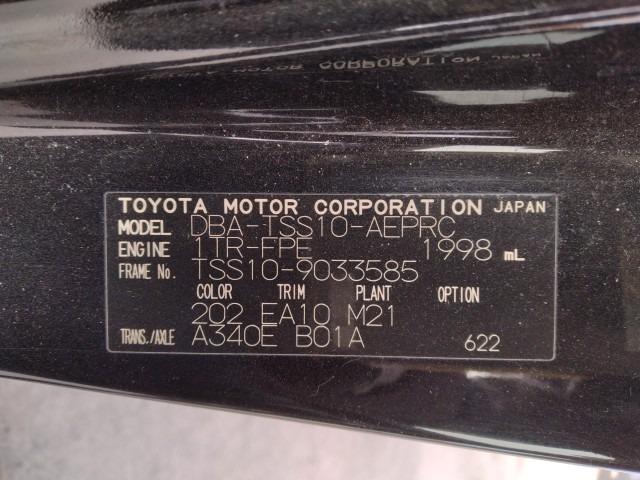 TOYOTA MOTOR CORPORATION JAPAN
MODEL DBA-TSS10-AEPRC
ENGINE 1TR-FPE 1998 mL
FRAME No. TSS10-9033585
COLOR TRIM PLANT OPTION
202 EA10 M21
TRANS./AXLE A340E B01A 622